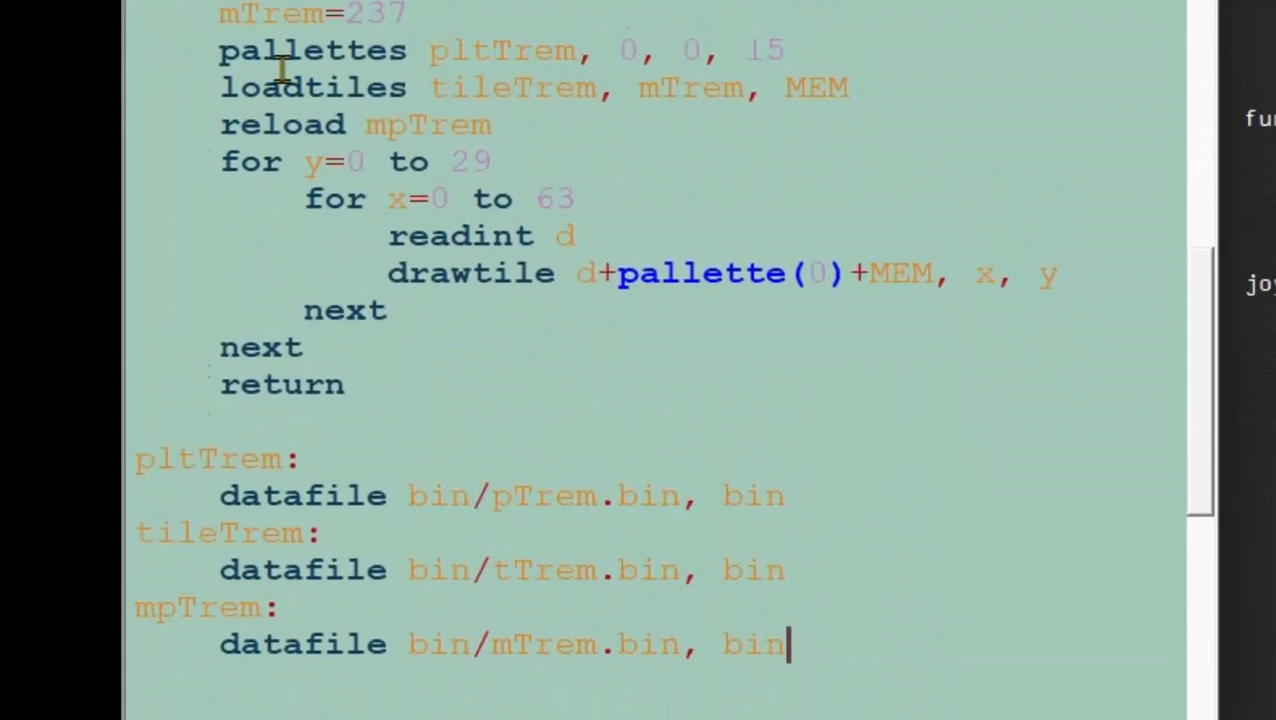 mTrem=237
pallettes pltTrem, 0, 0, 15
loadtiles tileTrem, mTrem, MEM
reload mpTrem
for y=0 to 29
for x=0 to 63
readint d
drawtile d+pallette(0)+MEM, x, y
next
next
return
pltTrem:
datafile bin/pTrem.bin, bin
tileTrem:
datafile bin/tTrem.bin, bin
mpTrem:
datafile bin/mTrem.bin, bin
fun
joy